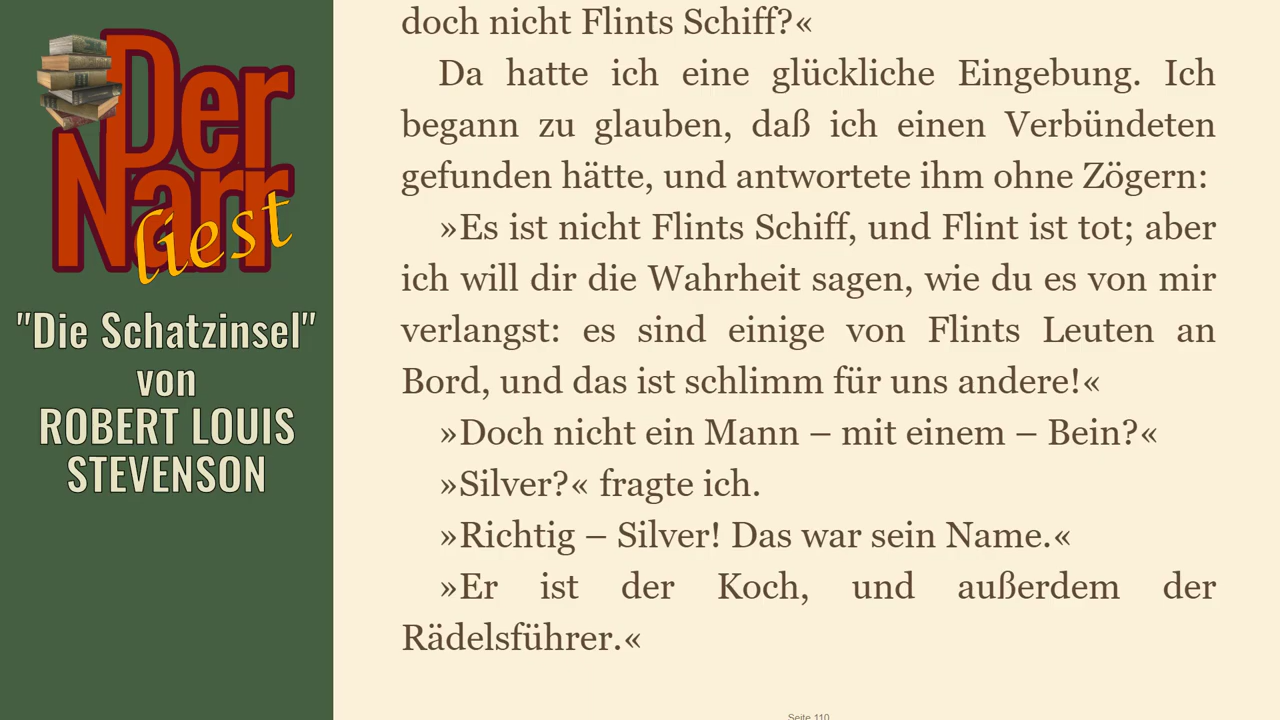 Der
Narr
liest
"Die Schatzinsel"
von
ROBERT LOUIS
STEVENSON
doch nicht Flints Schiff?«
Da hatte ich eine glückliche Eingebung. Ich
begann zu glauben, daß ich einen Verbündeten
gefunden hätte, und antwortete ihm ohne Zögern:
»Es ist nicht Flints Schiff, und Flint ist tot; aber
ich will dir die Wahrheit sagen, wie du es von mir
verlangst: es sind einige von Flints Leuten an
Bord, und das ist schlimm für uns andere!«
»Doch nicht ein Mann – mit einem – Bein?«
»Silver?« fragte ich.
»Richtig – Silver! Das war sein Name.«
»Er ist der Koch, und außerdem der
Rädelsführer.«
Seite 110